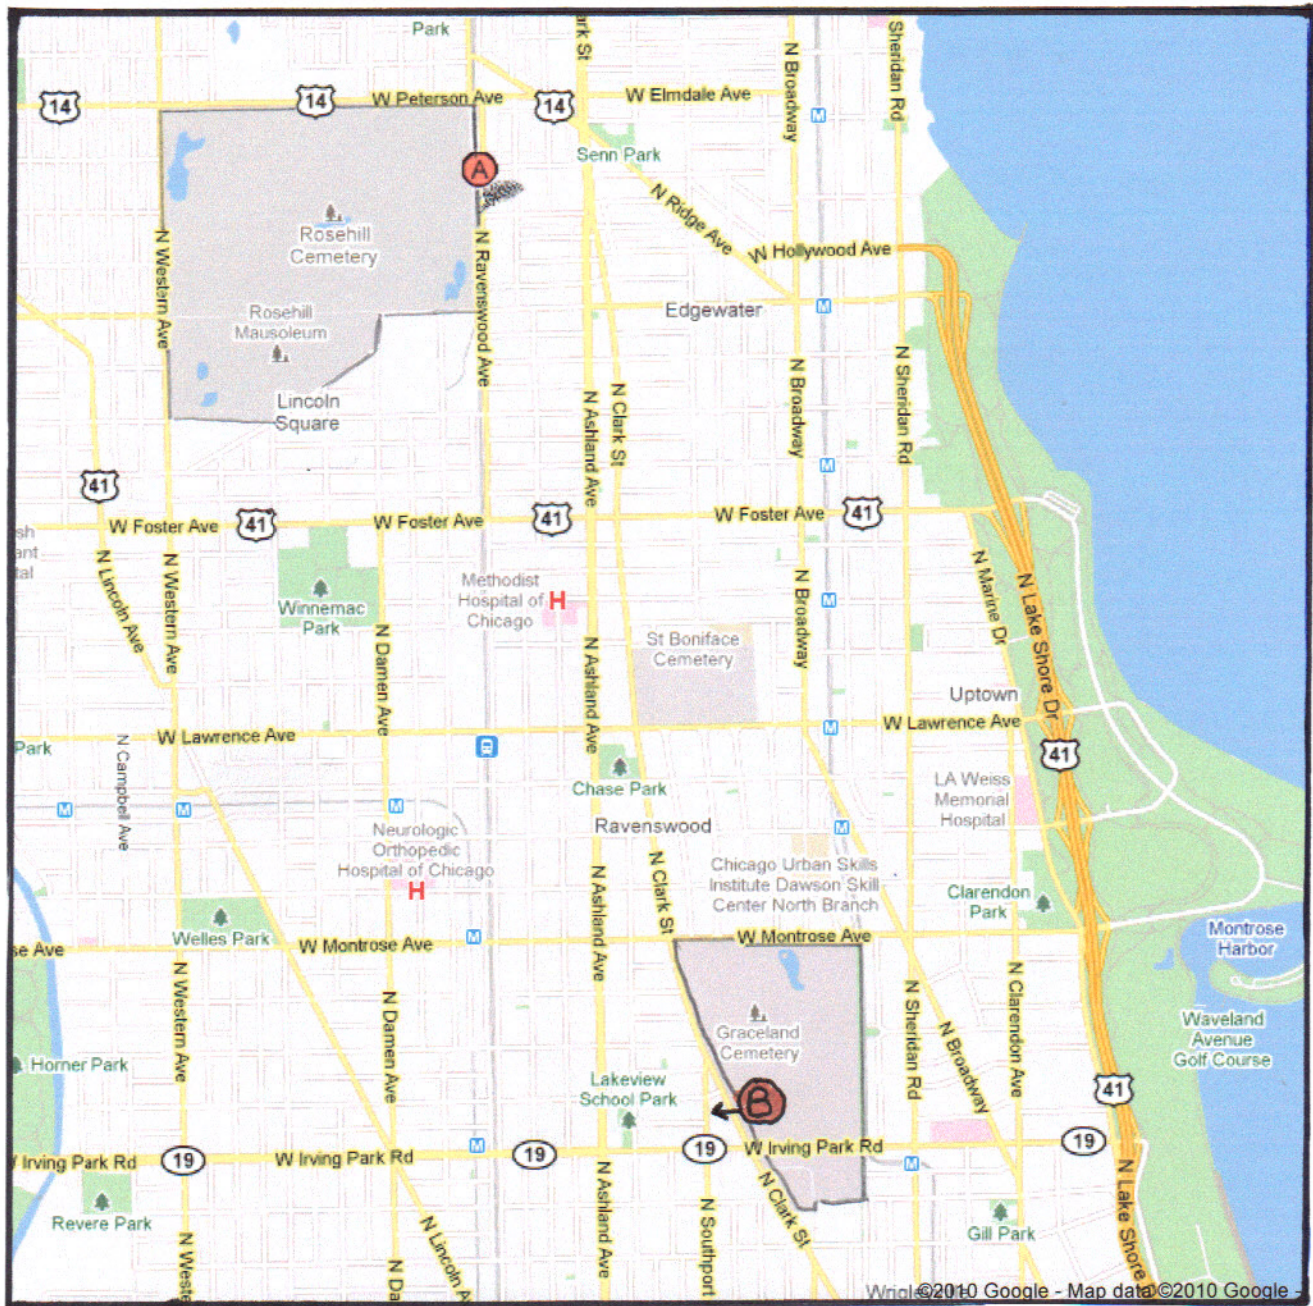 Park
ark St
N Broadway
Sheridan Rd
14
14
W Peterson Ave
14
W Elmdale Ave
M
Senn Park
A
N Ridge Ave
Rosehill
Cemetery
N Western Ave
N Ravenswood Ave
W Hollywood Ave
Rosehill
Mausoleum
Edgewater
M
Lincoln
Square
N Ashland Ave
N Clark St
N Broadway
N Sheridan Rd
M
41
W Foster Ave
41
W Foster Ave
41
W Foster Ave
41
sh
ant
tal
N Lincoln Ave
N Western Ave
Winnemac
Park
N Damen Ave
Methodist
Hospital of
Chicago
H
N Ashland Ave
St Boniface
Cemetery
N Broadway
M
N Marine Dr
N Lake Shore Dr
Uptown
W Lawrence Ave
M
W Lawrence Ave
41
Park
N Campbell Ave
Chase Park
LA Weiss
Memorial
Hospital
M
M
M
M
Neurologic
Orthopedic
Hospital of Chicago
H
Ravenswood
N Clark St
N Ashland Ave
Chicago Urban Skills
Institute Dawson Skill
Center North Branch
Clarendon
Park
Welles Park
se Ave
W Montrose Ave
M
W Montrose Ave
Montrose
Harbor
N Western Ave
N Damen Ave
Graceland
Cemetery
N Sheridan Rd
N Broadway
N Clarendon Ave
Waveland
Avenue
Golf Course
Horner Park
Lakeview
School Park
B
41
Irving Park Rd
19
W Irving Park Rd
M
19
19
W Irving Park Rd
M
19
Revere Park
N Weste
N Da
N Lincoln A
N Ashland Ave
N Southport
N Clark St
Gill Park
N Lake Shore D
Wrigle
©2010 Google - Map data ©2010 Google -